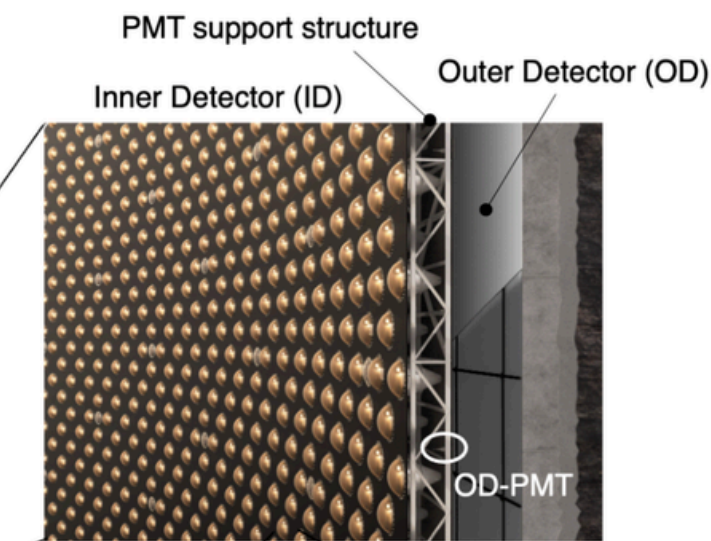 PMT support structure
Outer Detector (OD)
Inner Detector (ID)
OD-PMT